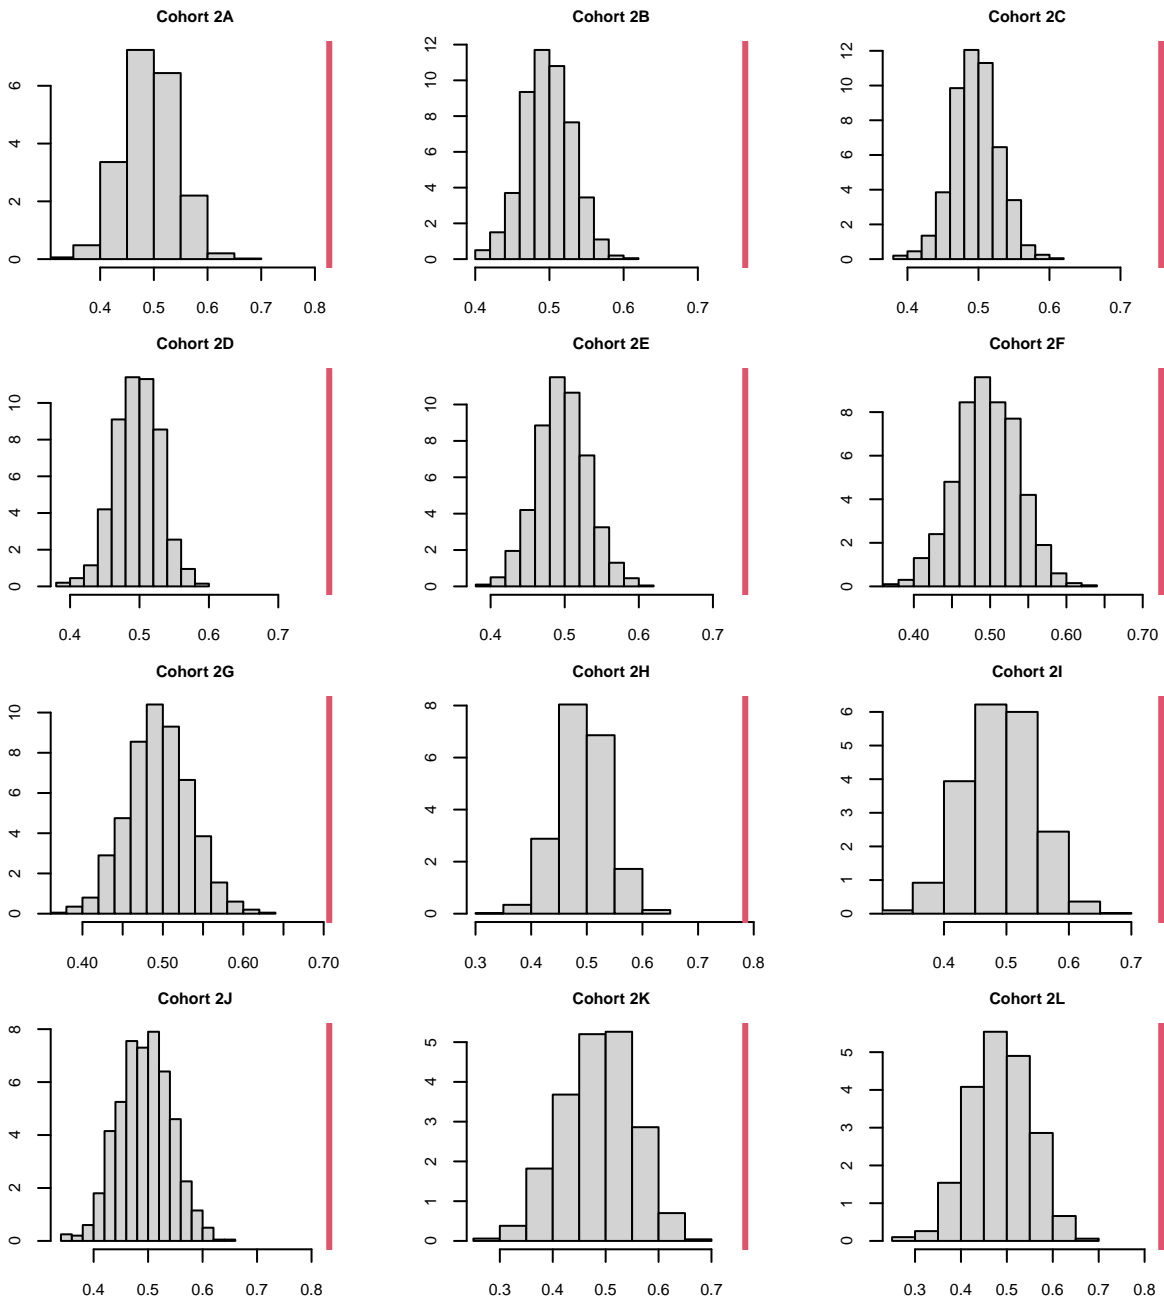 Cohort 2A
Cohort 2B
Cohort 2C
0 2 4 6
0 2 4 6 8 10 12
0 2 4 6 8 10 12
0.4 0.5 0.6 0.7 0.8
0.4 0.5 0.6 0.7
0.4 0.5 0.6 0.7
Cohort 2D
Cohort 2E
Cohort 2F
0 2 4 6 8 10
0 2 4 6 8 10
0 2 4 6 8
0.4 0.5 0.6 0.7
0.4 0.5 0.6 0.7
0.40 0.50 0.60 0.70
Cohort 2G
Cohort 2H
Cohort 2I
0 2 4 6 8 10
0 2 4 6 8
0 1 2 3 4 5 6
0.40 0.50 0.60 0.70
0.3 0.4 0.5 0.6 0.7 0.8
0.4 0.5 0.6 0.7
Cohort 2J
Cohort 2K
Cohort 2L
0 2 4 6 8
0 1 2 3 4 5
0 1 2 3 4 5
0.4 0.5 0.6 0.7 0.8
0.3 0.4 0.5 0.6 0.7
0.3 0.4 0.5 0.6 0.7 0.8